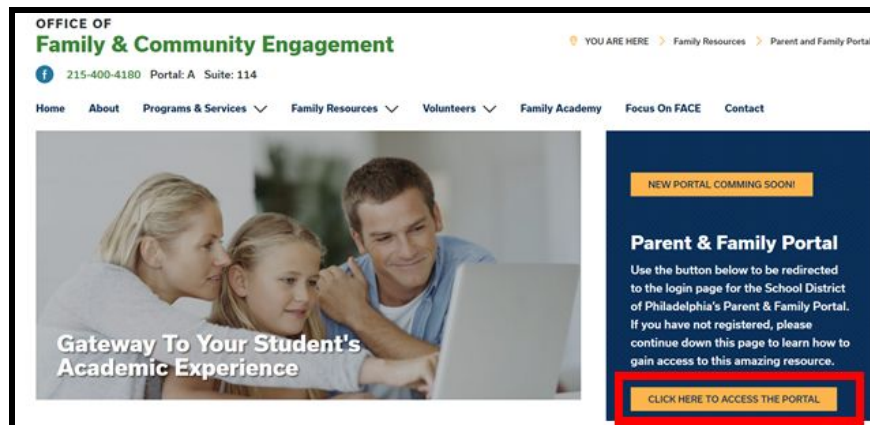 OFFICE OF
Family & Community Engagement
YOU ARE HERE > Family Resources > Parent and Family Portal
f 215-400-4180 Portal: A Suite: 114
Home About Programs & Services Family Resources Volunteers Family Academy Focus On FACE Contact
Gateway To Your Student's
Academic Experience
NEW PORTAL COMMING SOON!
Parent & Family Portal
Use the button below to be redirected
to the login page for the School District
of Philadelphia's Parent & Family Portal.
If you have not registered, please
continue down this page to learn how to
gain access to this amazing resource.
CLICK HERE TO ACCESS THE PORTAL